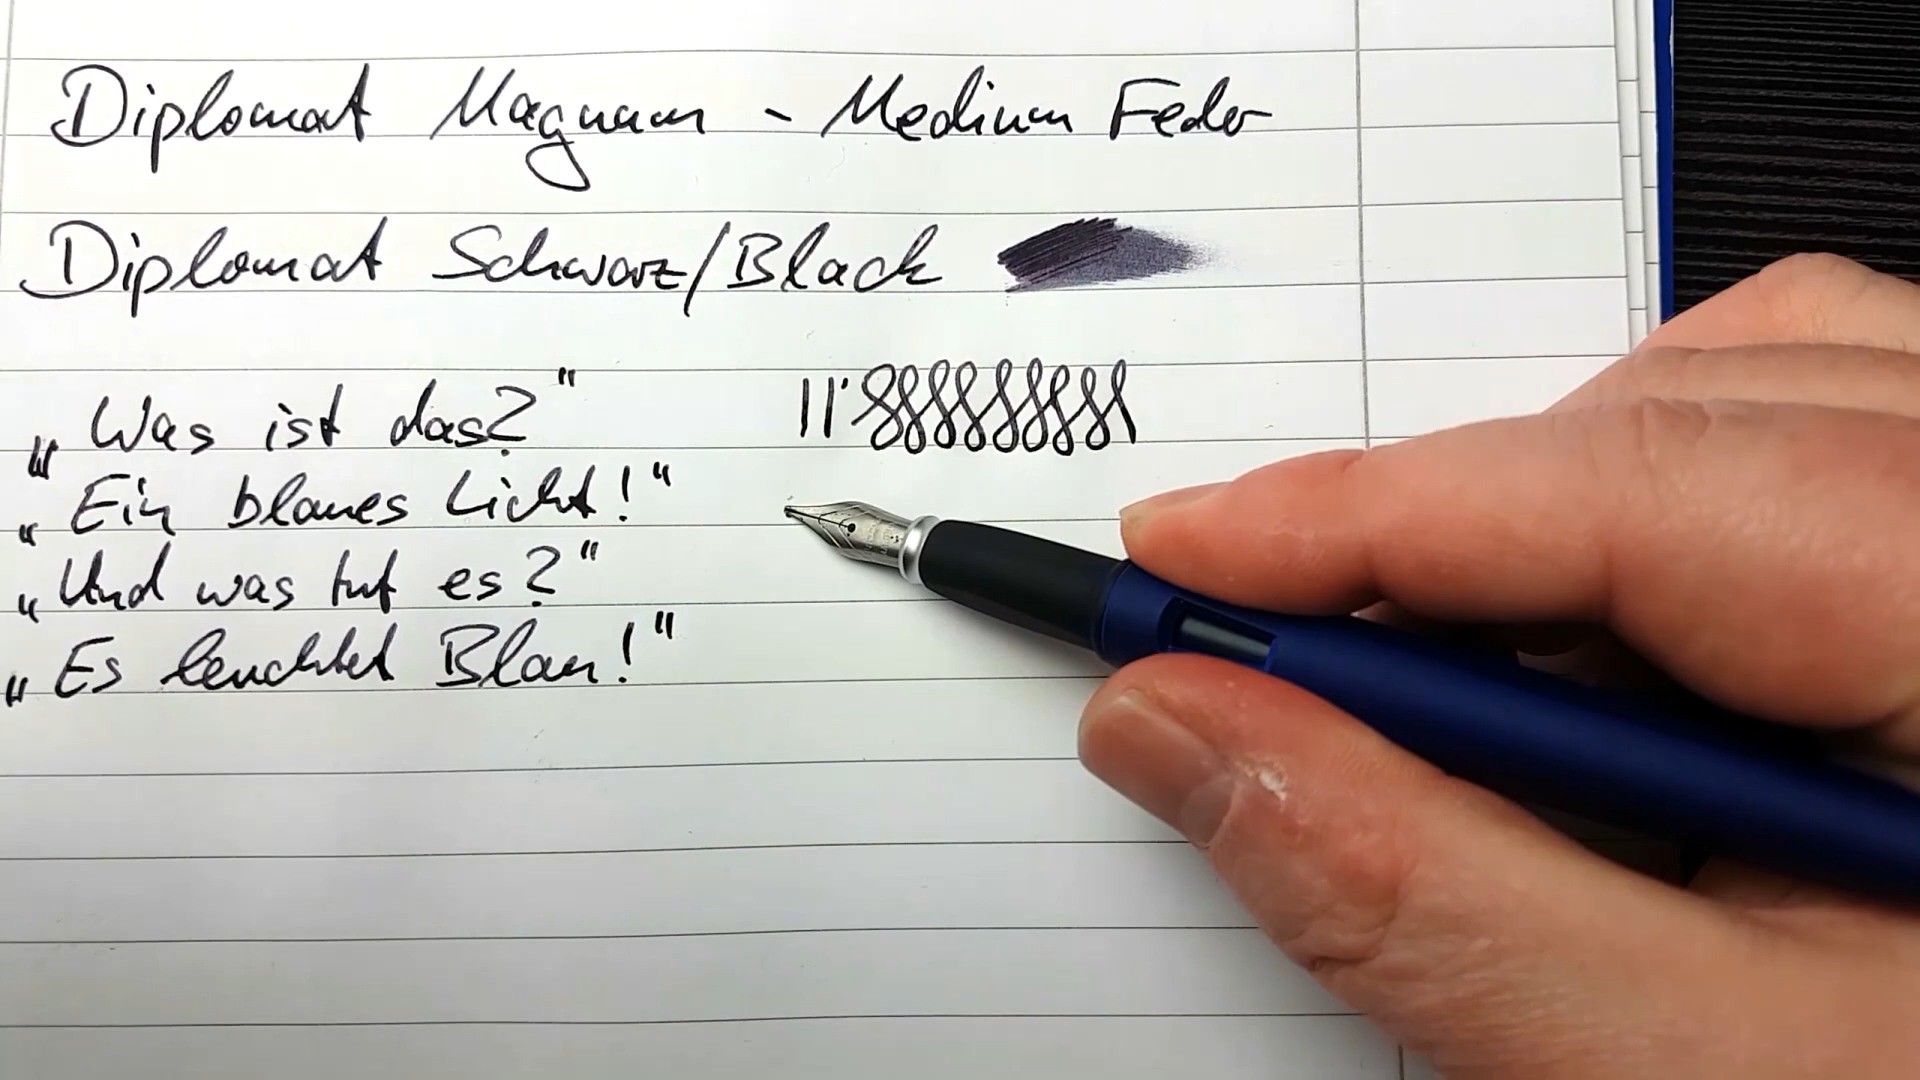 Diplomat Magnum - Medium Feder
Diplomat Schwarz/Black
„Was ist das?"
„Ein blaues Licht!"
„Und was tut es?"
„Es leuchtet Blau!"